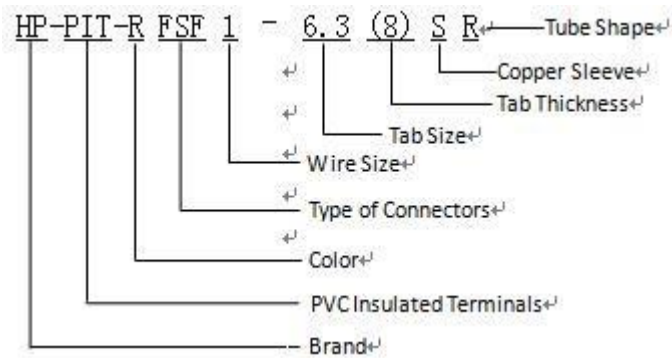 HP-PIT-R FSF 1 - 6.3 (8) S R
Tube Shape
Copper Sleeve
Tab Thickness
Tab Size
Wire Size
Type of Connectors
Color
PVC Insulated Terminals
Brand